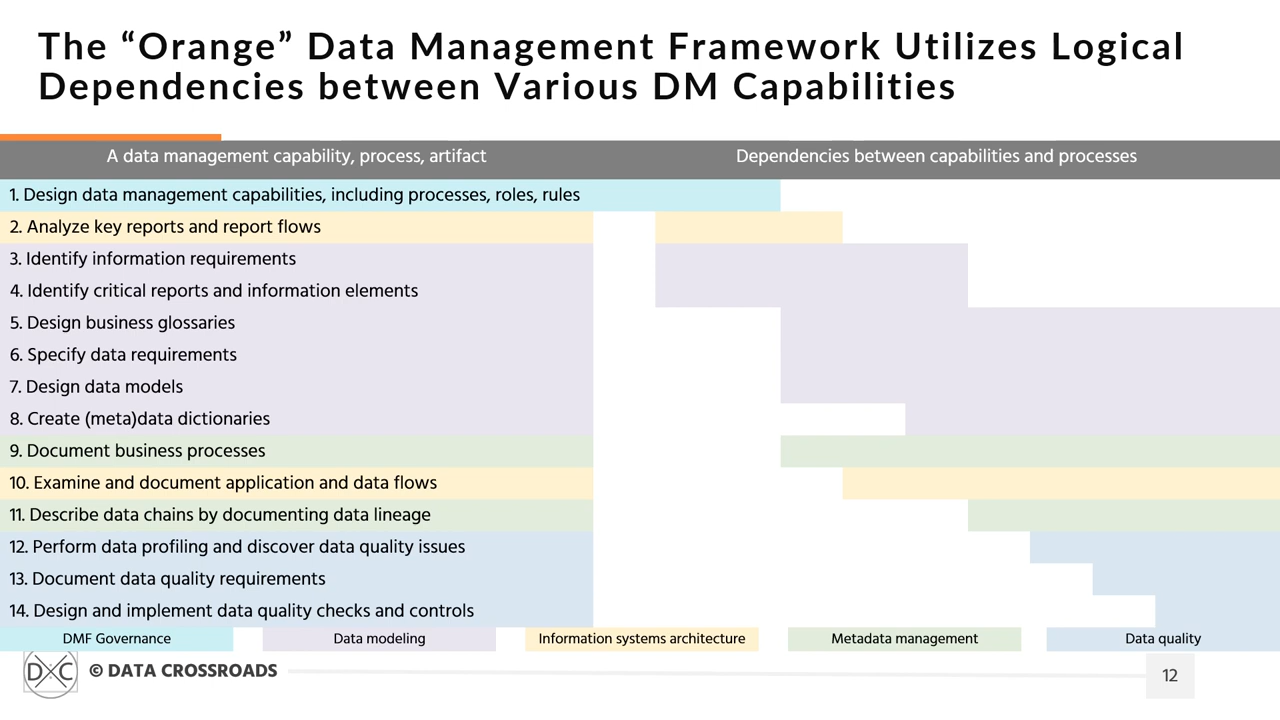 The “Orange” Data Management Framework Utilizes Logical
Dependencies between Various DM Capabilities
A data management capability, process, artifact
Dependencies between capabilities and processes
1. Design data management capabilities, including processes, roles, rules
2. Analyze key reports and report flows
3. Identify information requirements
4. Identify critical reports and information elements
5. Design business glossaries
6. Specify data requirements
7. Design data models
8. Create (meta)data dictionaries
9. Document business processes
10. Examine and document application and data flows
11. Describe data chains by documenting data lineage
12. Perform data profiling and discover data quality issues
13. Document data quality requirements
14. Design and implement data quality checks and controls
DMF Governance
Data modeling
Information systems architecture
Metadata management
Data quality
DXC
© DATA CROSSROADS
12